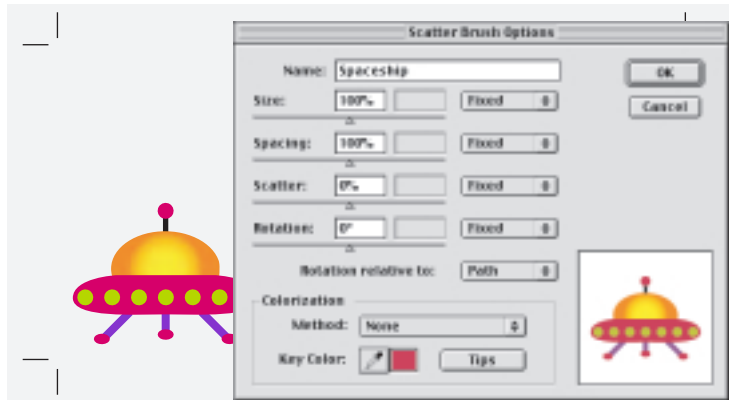 Scatter Brush Options
Name: Spaceship
OK
Size: 100% Fixed
Cancel
Spacing: 100% Fixed
Scatter: 0% Fixed
Rotation: 0° Fixed
Rotation relative to: Path
Colorization
Method: None
Key Color: Tips